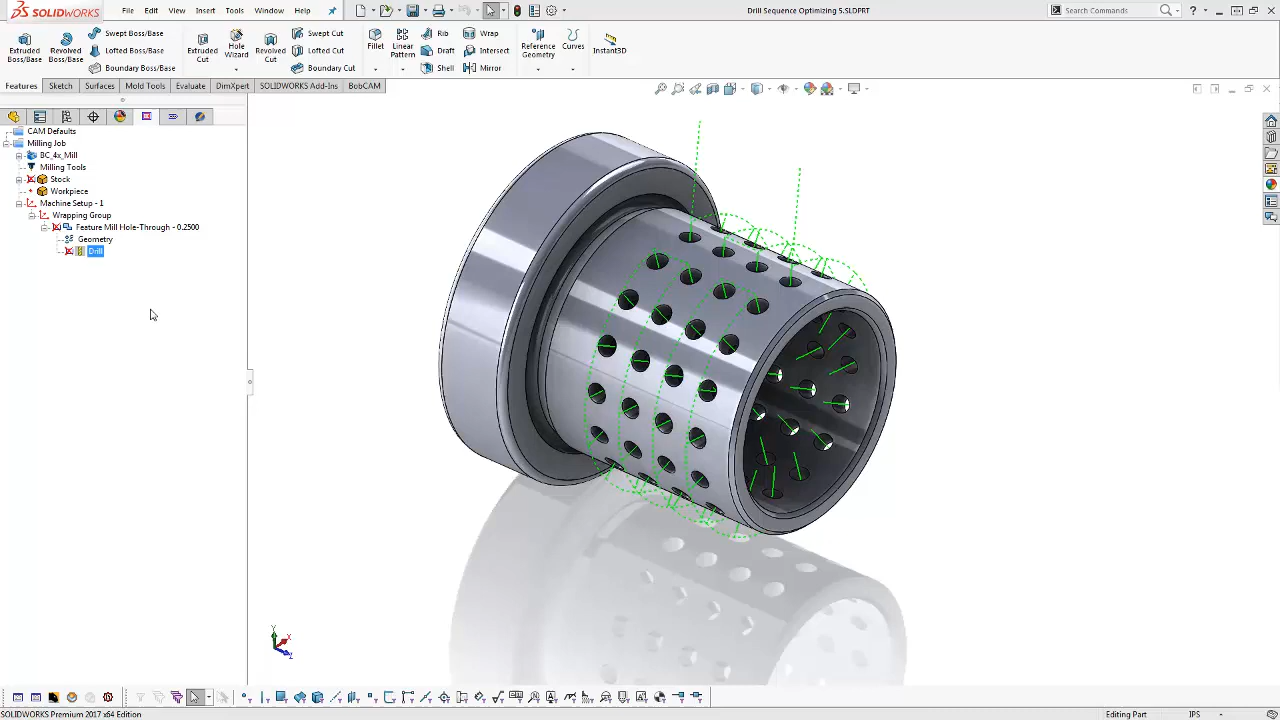 SOLIDWORKS
File Edit View Insert Tools Window Help
Drill Sequence Optimizing 5.SLDPRT
Search Commands
Extruded Boss/Base
Revolved Boss/Base
Swept Boss/Base
Lofted Boss/Base
Boundary Boss/Base
Extruded Cut
Hole Wizard
Revolved Cut
Swept Cut
Lofted Cut
Boundary Cut
Fillet
Linear Pattern
Rib
Draft
Shell
Wrap
Intersect
Mirror
Reference Geometry
Curves
Instant3D
Features Sketch Surfaces Mold Tools Evaluate DimXpert SOLIDWORKS Add-Ins BobCAM
CAM Defaults
Milling Job
BC_4x_Mill
Milling Tools
Stock
Workpiece
Machine Setup - 1
Wrapping Group
Feature Mill Hole-Through - 0.2500
Geometry
Drill
Y
X
Z
SOLIDWORKS Premium 2017 x64 Edition
Editing Part
IPS